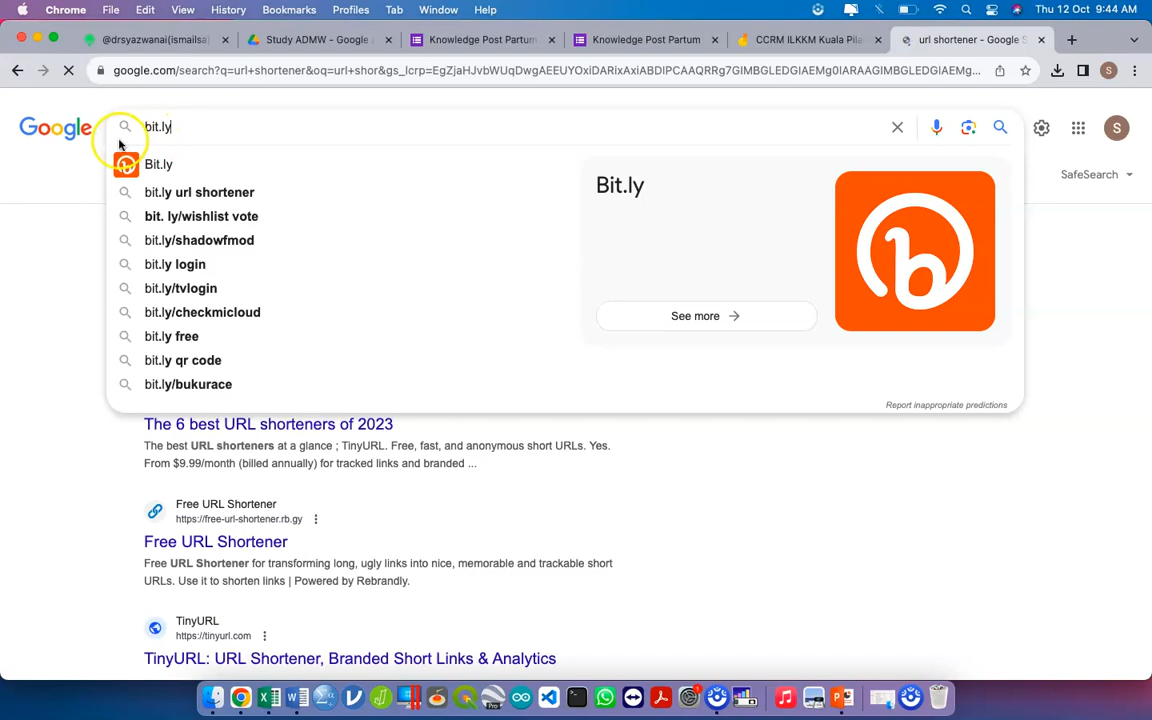 Chrome File Edit View History Bookmarks Profiles Tab Window Help Thu 12 Oct 9:44 AM
@drsyazwanai(ismailsa) Study ADMW - Google Knowledge Post Partum Knowledge Post Partum CCRM ILKKM Kuala Pila url shortener - Google S
google.com/search?q=url+shortener&oq=url+shor&gs_lcrp=EgZjaHJvbWUqDwgAEEUYOxiDARixAxiABDIPCAAQRRg7GIMBGLEDGIAEMg0IARAAGIMBGLEDGIAEMg... S
Google bit.ly S
Bit.ly
bit.ly url shortener
bit. ly/wishlist vote
bit.ly/shadowfmod
bit.ly login
bit.ly/tvlogin
bit.ly/checkmicloud
bit.ly free
bit.ly qr code
bit.ly/bukurace
Bit.ly
See more
b
SafeSearch
Report inappropriate predictions
The 6 best URL shorteners of 2023
The best URL shorteners at a glance ; TinyURL. Free, fast, and anonymous short URLs. Yes.
From $9.99/month (billed annually) for tracked links and branded ...
Free URL Shortener
https://free-url-shortener.rb.gy
Free URL Shortener
Free URL Shortener for transforming long, ugly links into nice, memorable and trackable short
URLs. Use it to shorten links | Powered by Rebrandly.
TinyURL
https://tinyurl.com
TinyURL: URL Shortener, Branded Short Links & Analytics